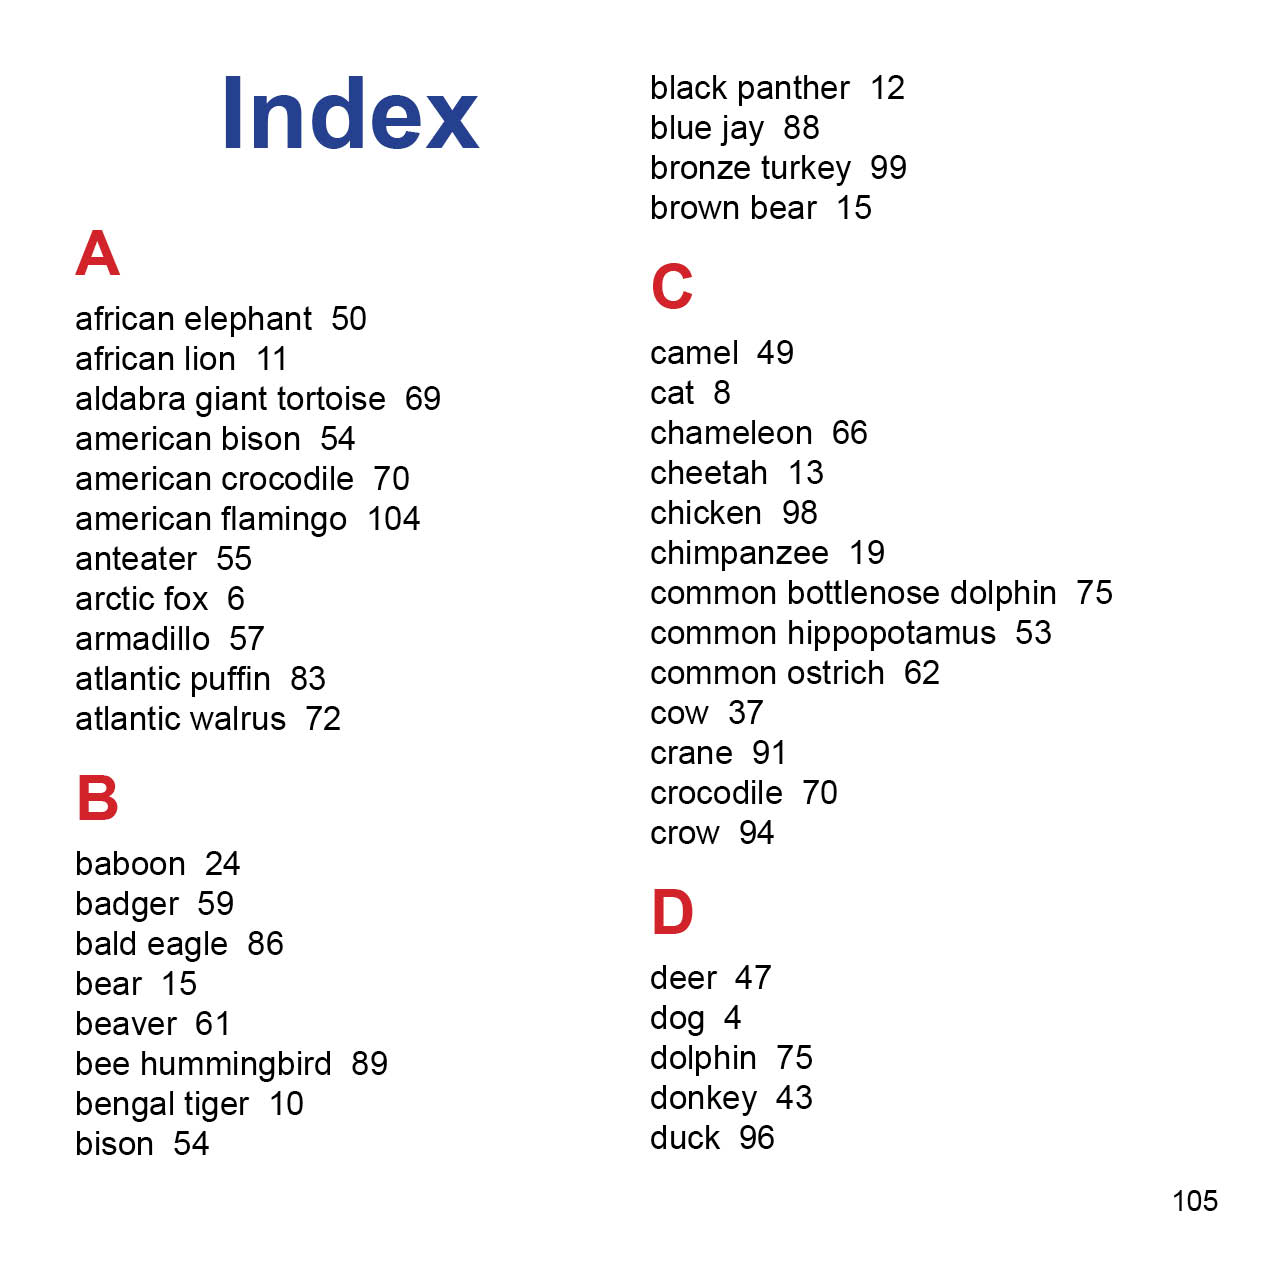 Index
A
african elephant 50
african lion 11
aldabra giant tortoise 69
american bison 54
american crocodile 70
american flamingo 104
anteater 55
arctic fox 6
armadillo 57
atlantic puffin 83
atlantic walrus 72
B
baboon 24
badger 59
bald eagle 86
bear 15
beaver 61
bee hummingbird 89
bengal tiger 10
bison 54
black panther 12
blue jay 88
bronze turkey 99
brown bear 15
C
camel 49
cat 8
chameleon 66
cheetah 13
chicken 98
chimpanzee 19
common bottlenose dolphin 75
common hippopotamus 53
common ostrich 62
cow 37
crane 91
crocodile 70
crow 94
D
deer 47
dog 4
dolphin 75
donkey 43
duck 96
105